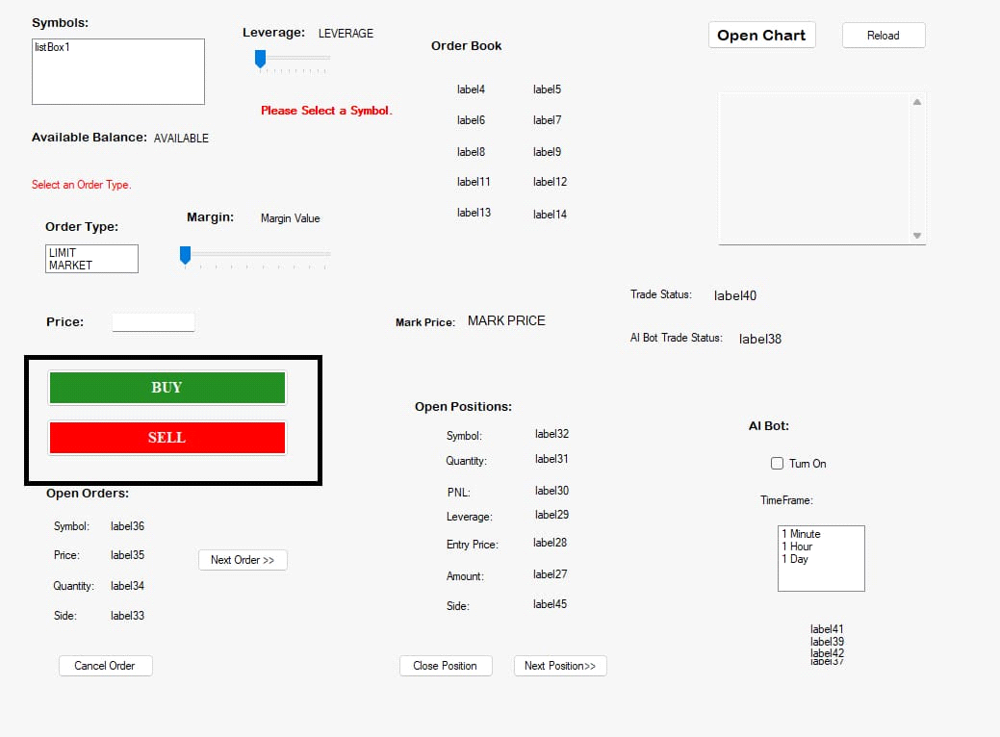 Symbols:
listBox1
Leverage: LEVERAGE
Please Select a Symbol.
Available Balance: AVAILABLE
Select an Order Type.
Order Type:
LIMIT
MARKET
Margin: Margin Value
Price:
BUY
SELL
Open Orders:
Symbol: label36
Price: label35
Quantity: label34
Side: label33
Next Order >>
Cancel Order
Order Book
label4 label5
label6 label7
label8 label9
label11 label12
label13 label14
Mark Price: MARK PRICE
Open Positions:
Symbol: label32
Quantity: label31
PNL: label30
Leverage: label29
Entry Price: label28
Amount: label27
Side: label45
Close Position
Next Position>>
Open Chart
Reload
Trade Status: label40
AI Bot Trade Status: label38
AI Bot:
Turn On
TimeFrame:
1 Minute
1 Hour
1 Day
label41
label39
label42
label37